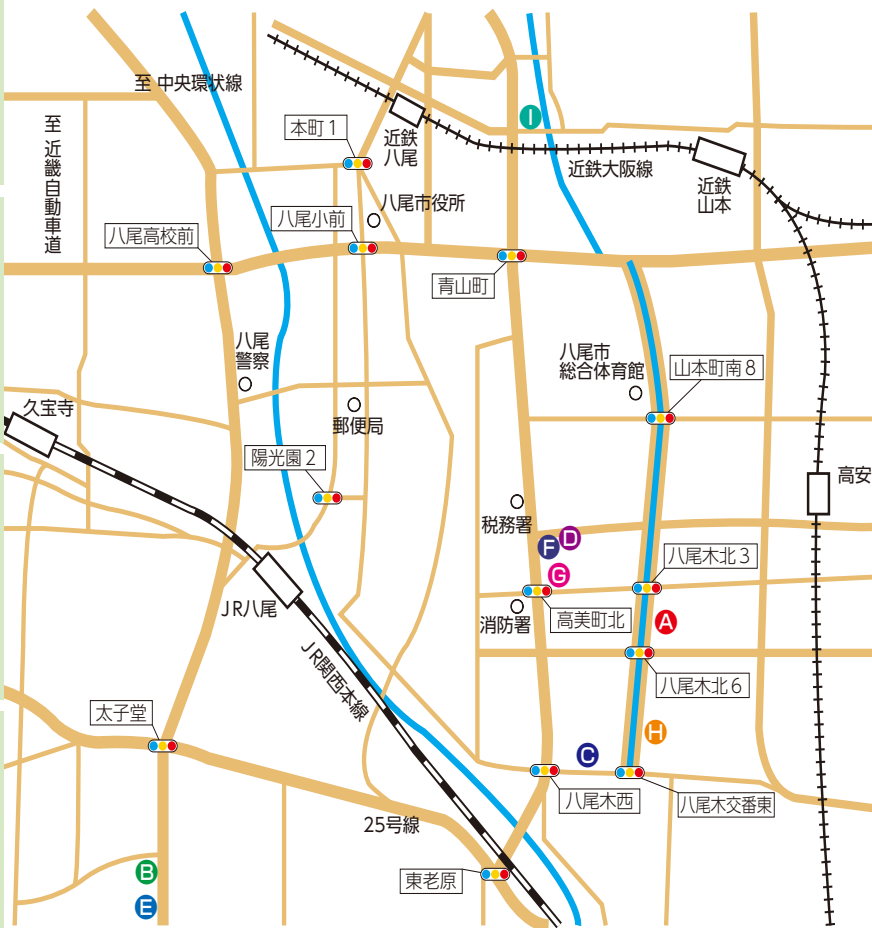 至 中央環状線
至 近畿自動車道
本町1
近鉄
八尾
I
近鉄大阪線
近鉄
山本
八尾市役所
八尾小前
八尾高校前
青山町
八尾
警察
八尾市
総合体育館
山本町南8
久宝寺
郵便局
陽光園2
高安
税務署
F
D
G
八尾木北3
JR八尾
消防署
高美町北
A
JR関西本線
八尾木北6
太子堂
H
C
八尾木西
八尾木交番東
25号線
東老原
B
E